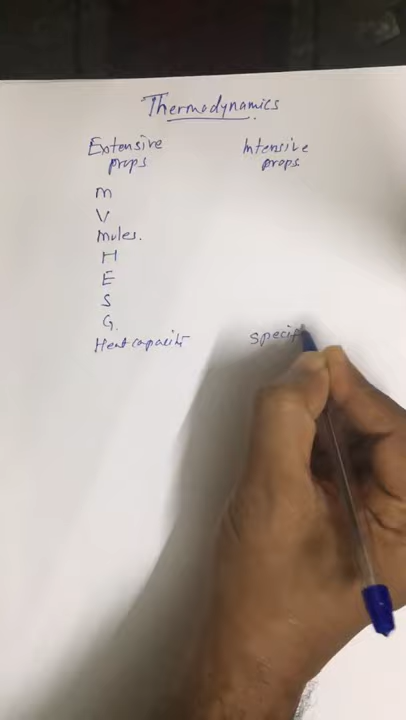 Thermodynamics
Extensive props
Intensive props
m
V
moles.
H
E
S
G
Heat capacity
Specif